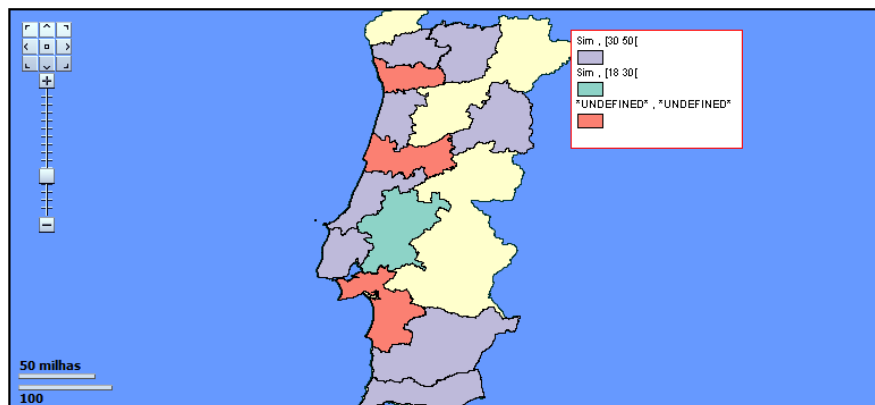 Sim , [30 50[
Sim , [18 30[
*UNDEFINED* , *UNDEFINED*
50 milhas
100